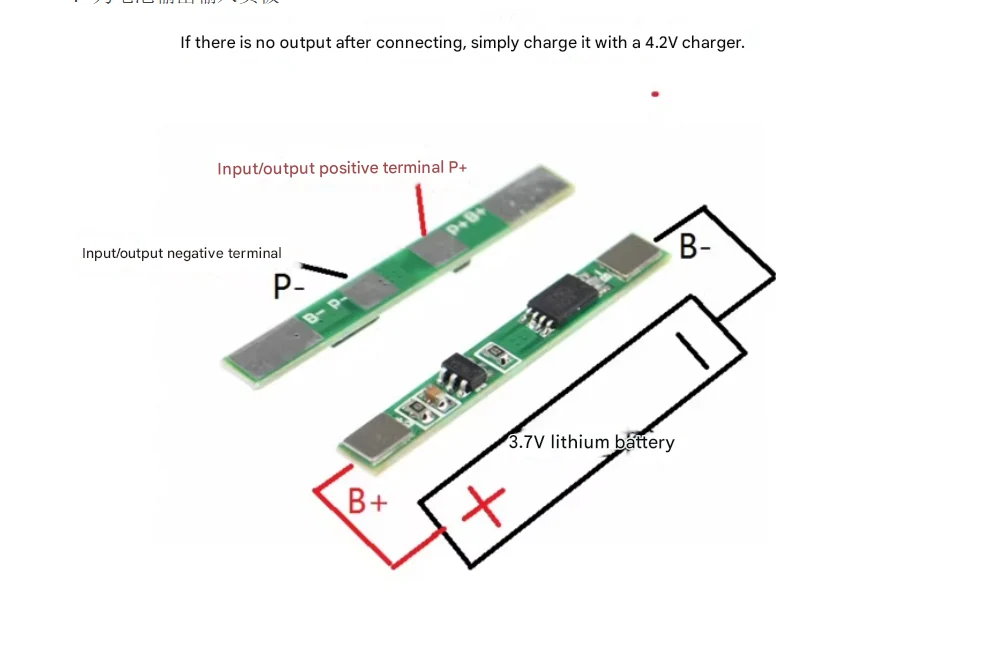 If there is no output after connecting, simply charge it with a 4.2V charger.
Input/output positive terminal P+
P+ B+
Input/output negative terminal
P-
B- P-
B-
3.7V lithium battery
B+